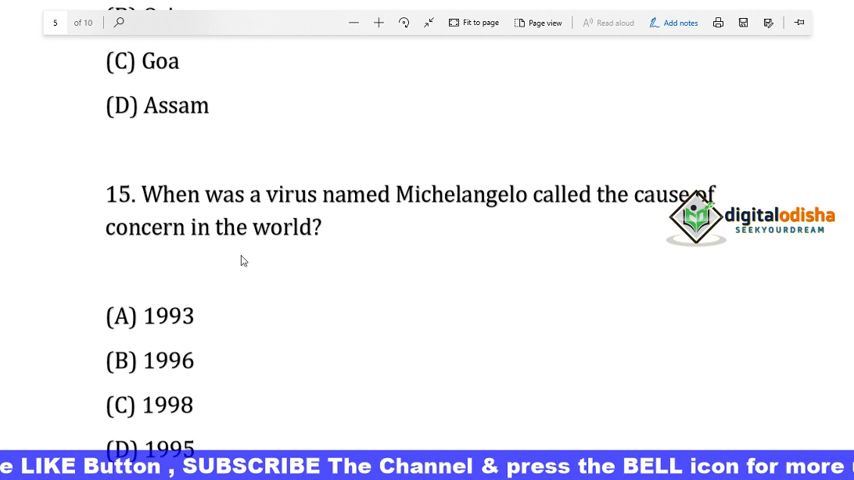 5 of 10 Fit to page Page view Read aloud Add notes
(C) Goa
(D) Assam
15. When was a virus named Michelangelo called the cause of
concern in the world?
digitalodisha
SEEKYOURDREAM
(A) 1993
(B) 1996
(C) 1998
(D) 1995
e LIKE Button , SUBSCRIBE The Channel & press the BELL icon for more